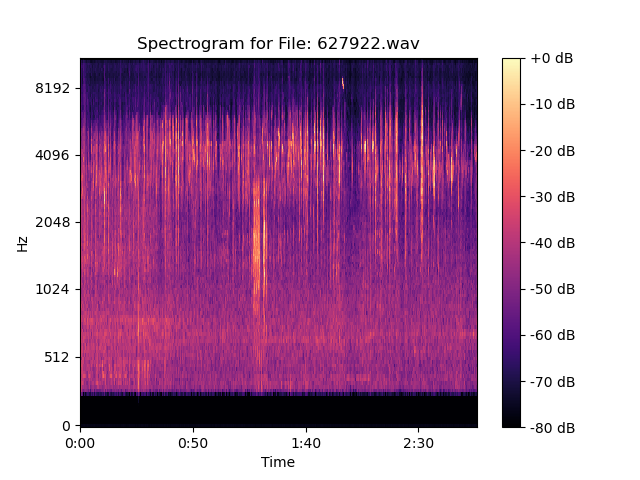 Spectrogram for File: 627922.wav
Hz
8192
4096
2048
1024
512
0
0:00
0:50
1:40
2:30
Time
+0 dB
-10 dB
-20 dB
-30 dB
-40 dB
-50 dB
-60 dB
-70 dB
-80 dB